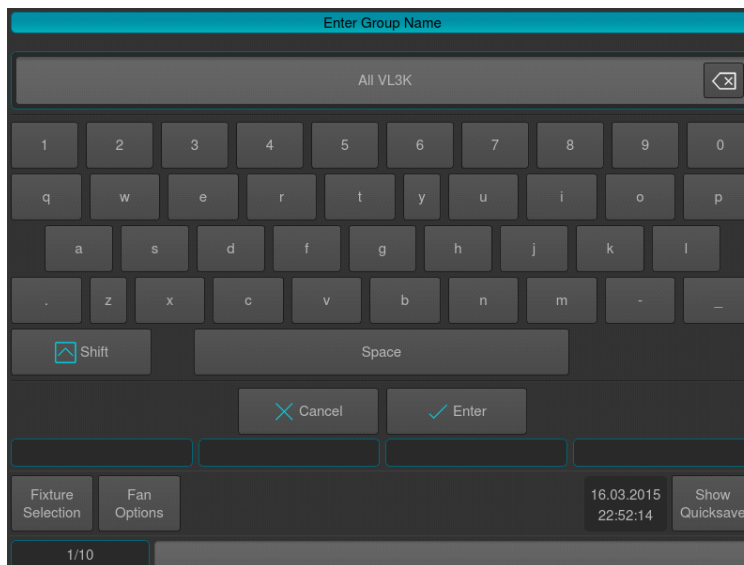 Enter Group Name
All VL3K
1 2 3 4 5 6 7 8 9 0
q w e r t y u i o p
a s d f g h j k l
. z x c v b n m - _
Shift Space
Cancel Enter
Fixture Selection
Fan Options
16.03.2015
22:52:14
Show Quicksave
1/10